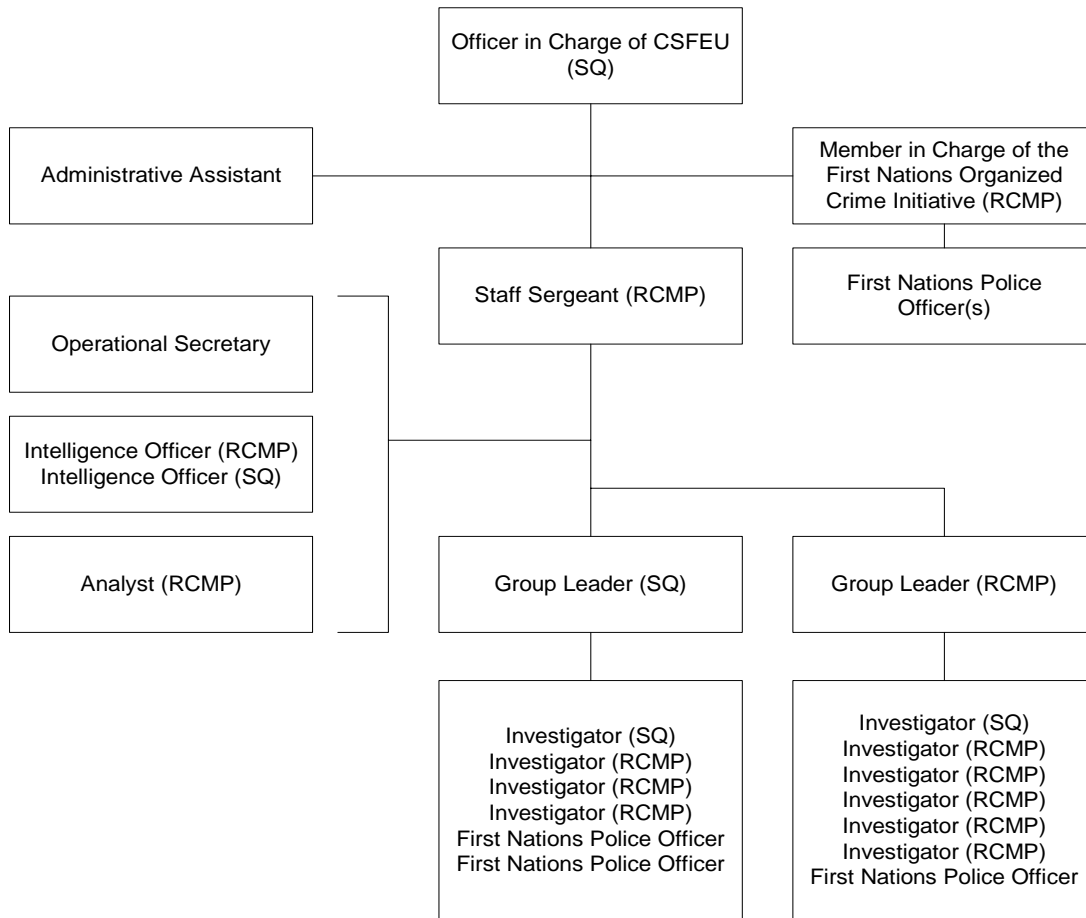 Officer in Charge of CSFEU
(SQ)
Administrative Assistant
Member in Charge of the
First Nations Organized
Crime Initiative (RCMP)
Staff Sergeant (RCMP)
First Nations Police
Officer(s)
Operational Secretary
Intelligence Officer (RCMP)
Intelligence Officer (SQ)
Analyst (RCMP)
Group Leader (SQ)
Group Leader (RCMP)
Investigator (SQ)
Investigator (RCMP)
Investigator (RCMP)
Investigator (RCMP)
First Nations Police Officer
First Nations Police Officer
Investigator (SQ)
Investigator (RCMP)
Investigator (RCMP)
Investigator (RCMP)
Investigator (RCMP)
Investigator (RCMP)
First Nations Police Officer